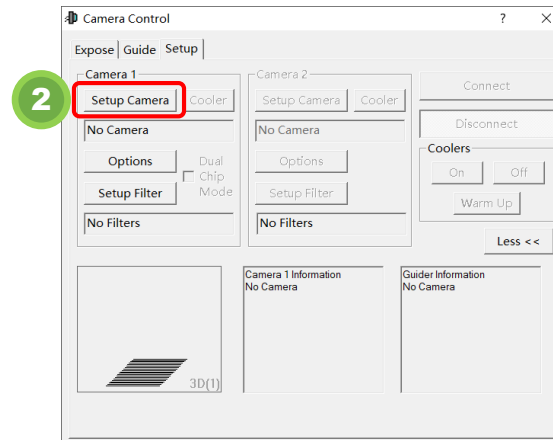 Camera Control
Expose Guide Setup
2
Camera 1
Setup Camera Cooler
No Camera
Options
Dual Chip Mode
Setup Filter
No Filters
Camera 2
Setup Camera Cooler
No Camera
Options
Setup Filter
No Filters
Connect
Disconnect
Coolers
On Off
Warm Up
Less <<
3D(1)
Camera 1 Information
No Camera
Guider Information
No Camera